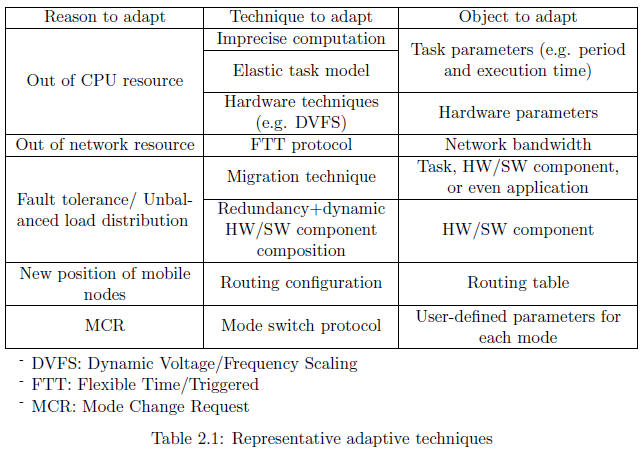 Reason to adapt Technique to adapt Object to adapt
Out of CPU resource
Imprecise computation
Elastic task model
Task parameters (e.g. period
and execution time)
Hardware techniques
(e.g. DVFS)
Hardware parameters
Out of network resource FTT protocol Network bandwidth
Fault tolerance/ Unbal-
anced load distribution
Migration technique
Task, HW/SW component,
or even application
Redundancy+dynamic
HW/SW component
composition
HW/SW component
New position of mobile
nodes
Routing configuration
Routing table
MCR
Mode switch protocol
User-defined parameters for
each mode
- DVFS: Dynamic Voltage/Frequency Scaling
- FTT: Flexible Time/Triggered
- MCR: Mode Change Request
Table 2.1: Representative adaptive techniques